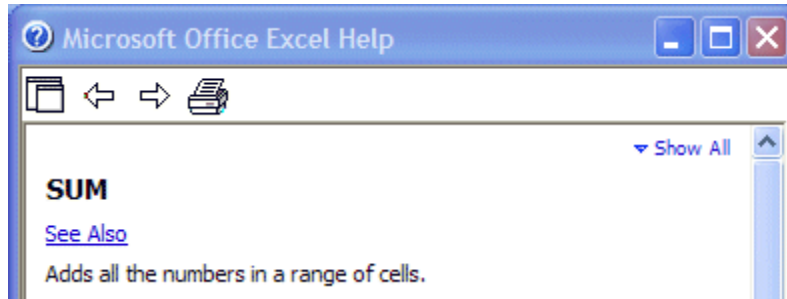 Microsoft Office Excel Help
Show All
SUM
See Also
Adds all the numbers in a range of cells.